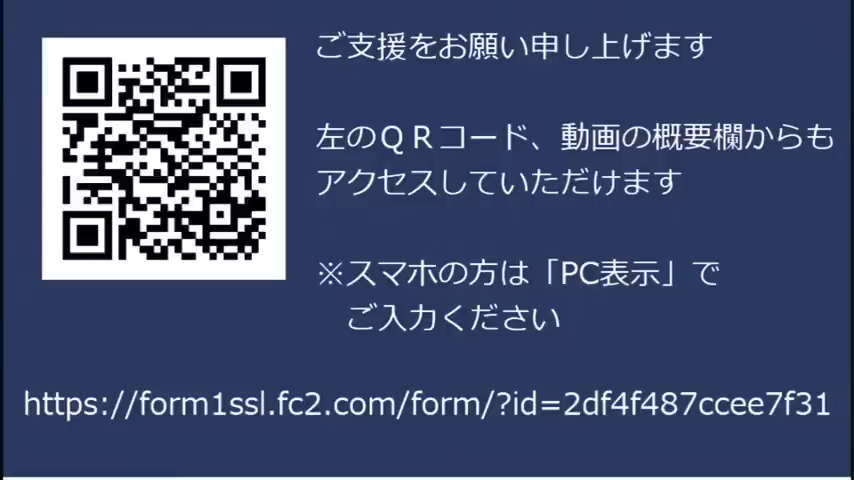 ご支援をお願い申し上げます
左のＱＲコード、動画の概要欄からも
アクセスしていただけます
※スマホの方は「PC表示」で
ご入力ください
https://form1ssl.fc2.com/form/?id=2df4f487ccee7f31